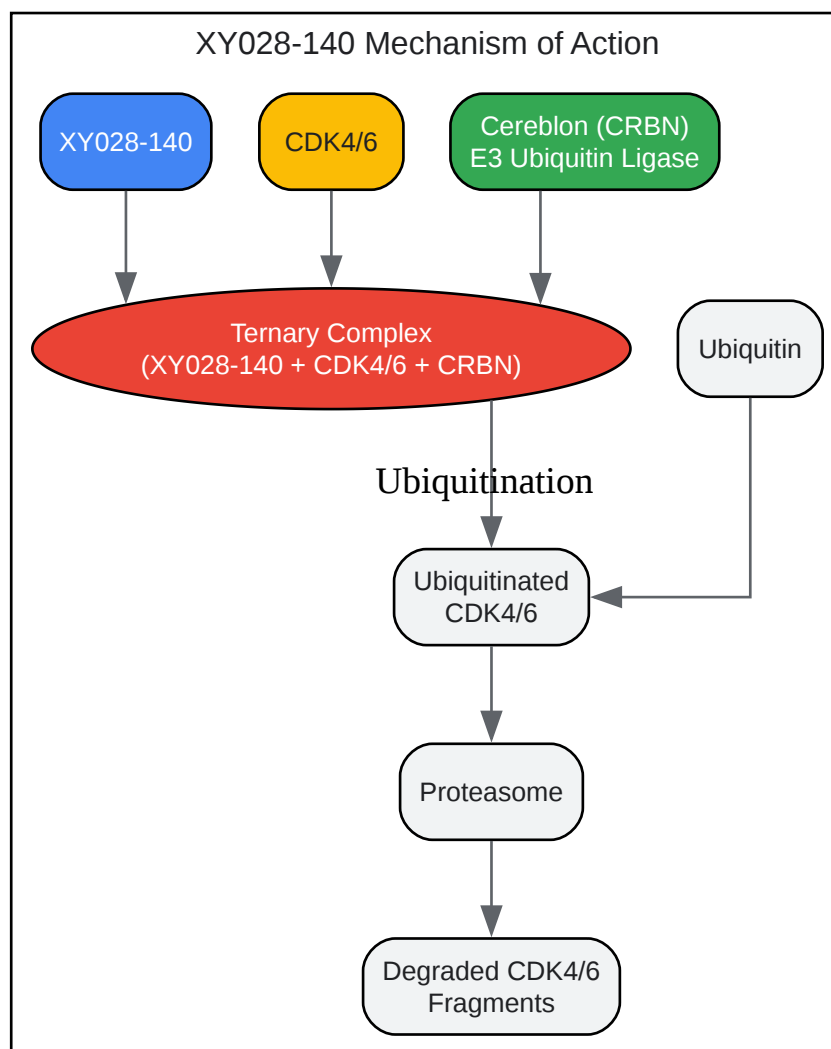 XY028-140 Mechanism of Action
XY028-140
CDK4/6
Cereblon (CRBN)
E3 Ubiquitin Ligase
Ternary Complex
(XY028-140 + CDK4/6 + CRBN)
Ubiquitin
Ubiquitination
Ubiquitinated
CDK4/6
Proteasome
Degraded CDK4/6
Fragments